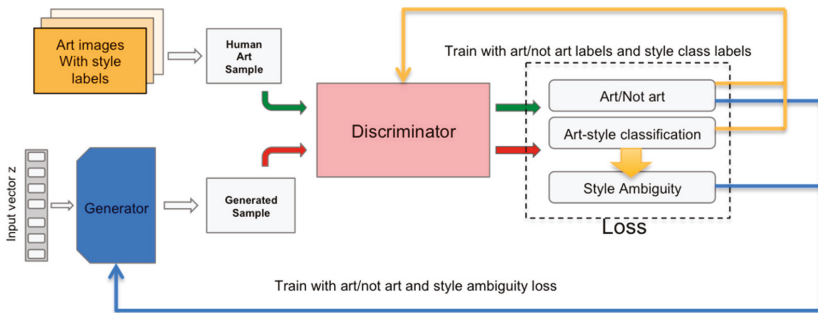 Art images
With style
labels
Human
Art
Sample
Train with art/not art labels and style class labels
Discriminator
Art/Not art
Art-style classification
Style Ambiguity
Loss
Input vector z
Generator
Generated
Sample
Train with art/not art and style ambiguity loss